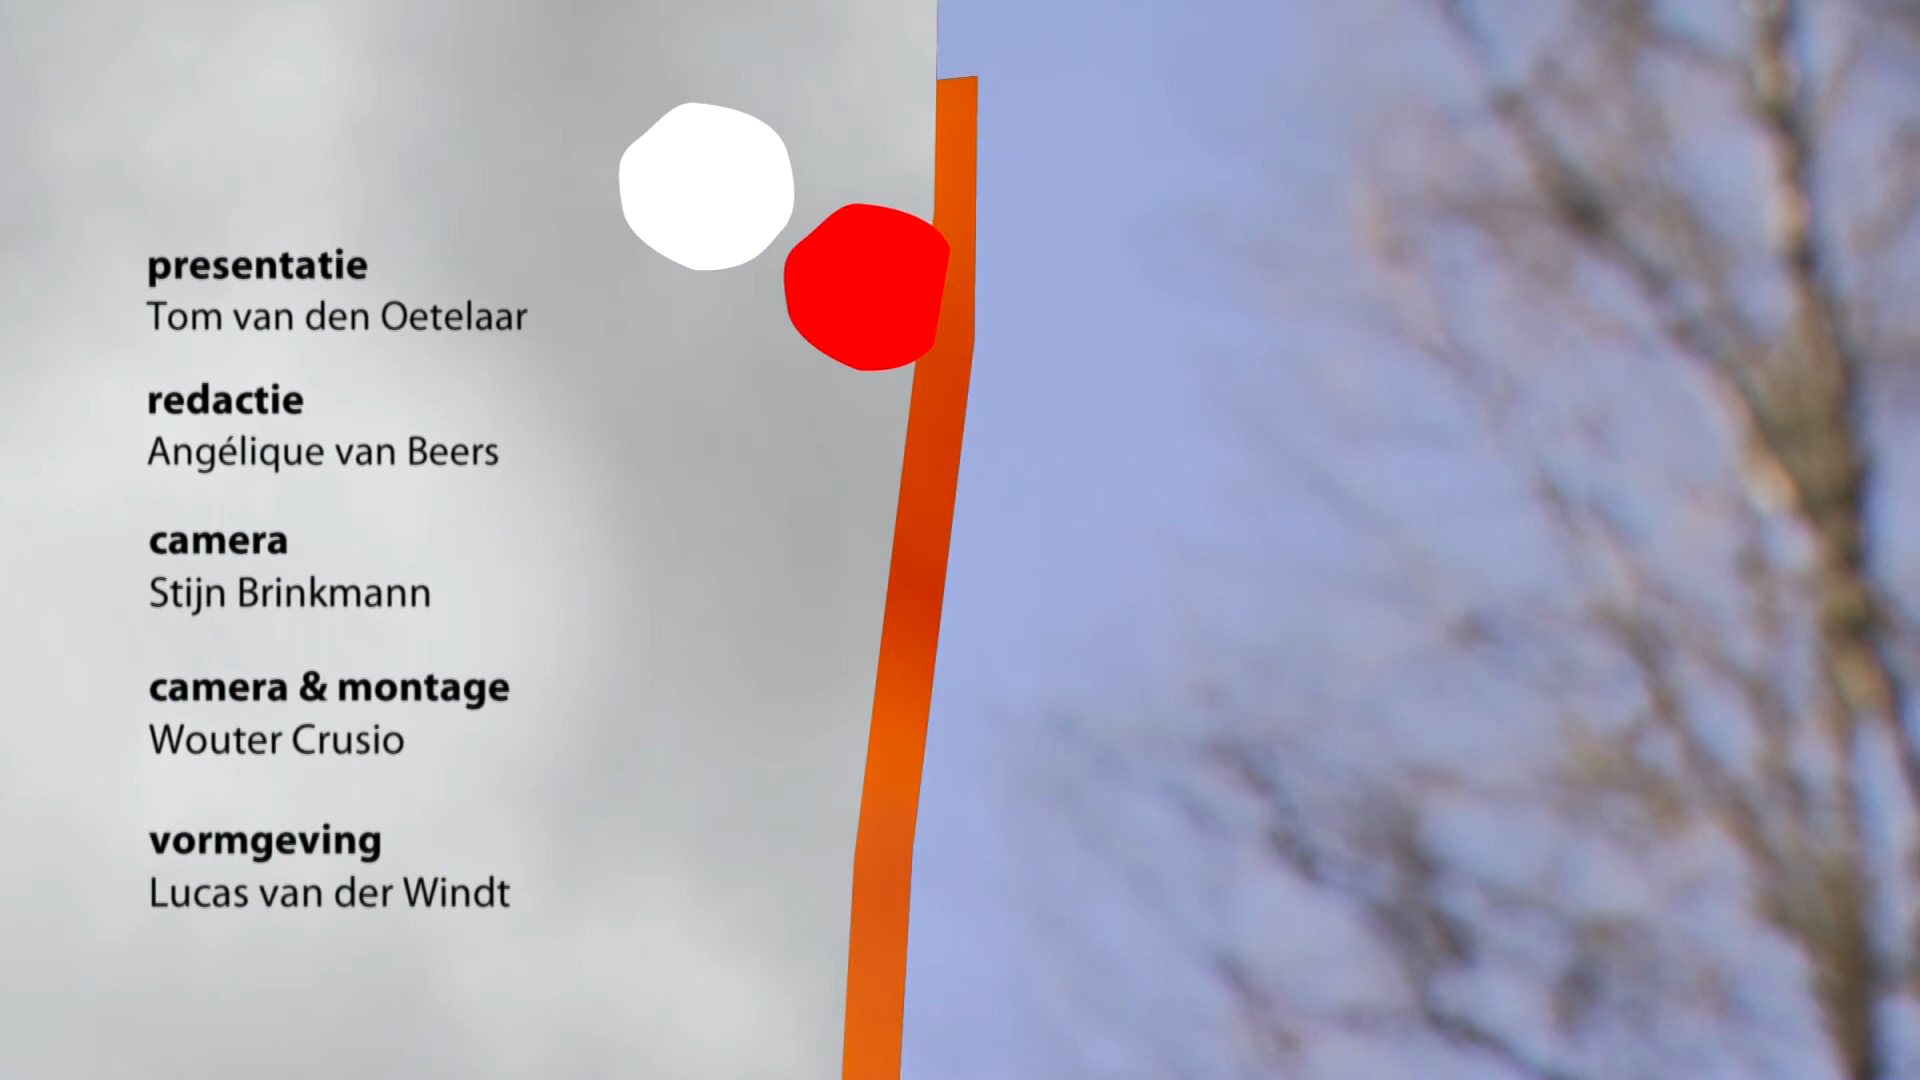 presentatie
Tom van den Oetelaar
redactie
Angélique van Beers
camera
Stijn Brinkmann
camera & montage
Wouter Crusio
vormgeving
Lucas van der Windt